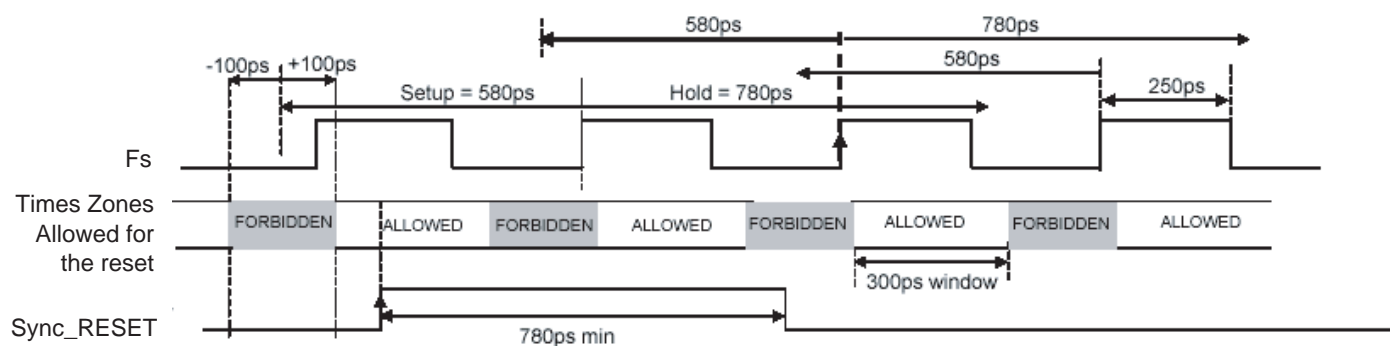 580ps
780ps
-100ps
+100ps
580ps
Setup = 580ps
Hold = 780ps
250ps
Fs
Times Zones
Allowed for
the reset
FORBIDDEN
ALLOWED
FORBIDDEN
ALLOWED
FORBIDDEN
ALLOWED
FORBIDDEN
ALLOWED
300ps window
Sync_RESET
780ps min